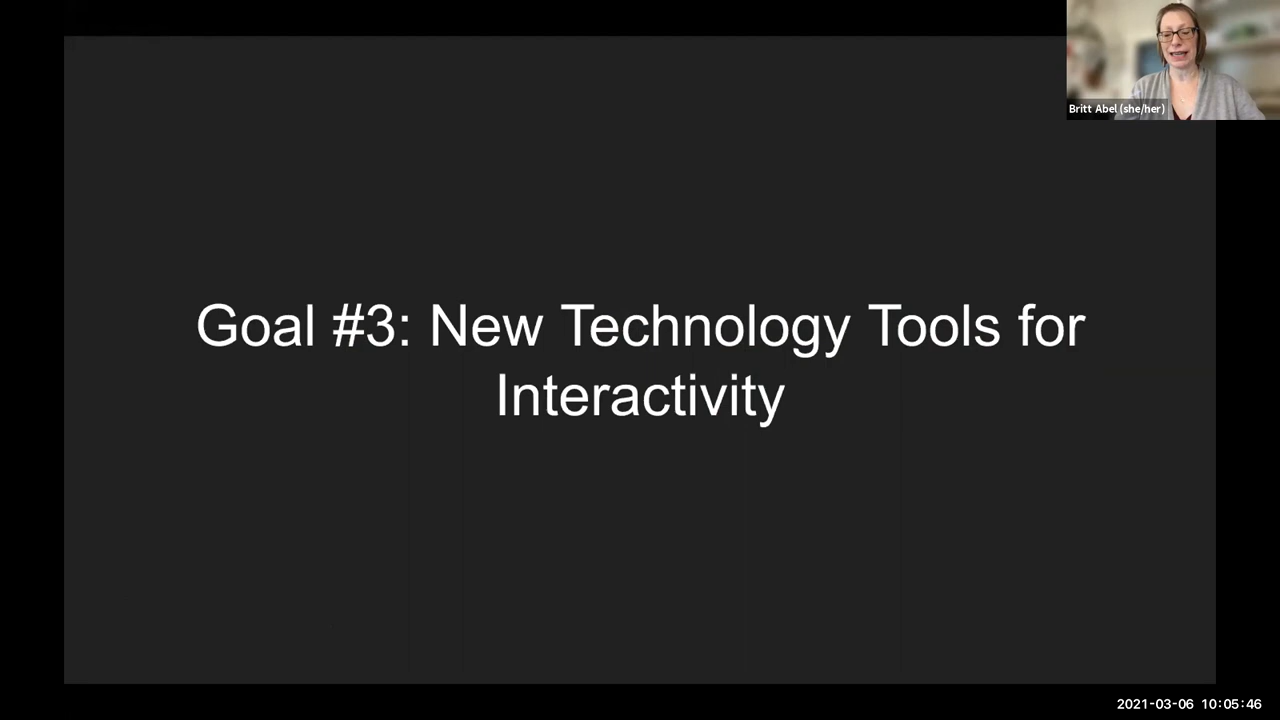 Britt Abel (she/her)
Goal #3: New Technology Tools for
Interactivity
2021-03-06 10:05:46